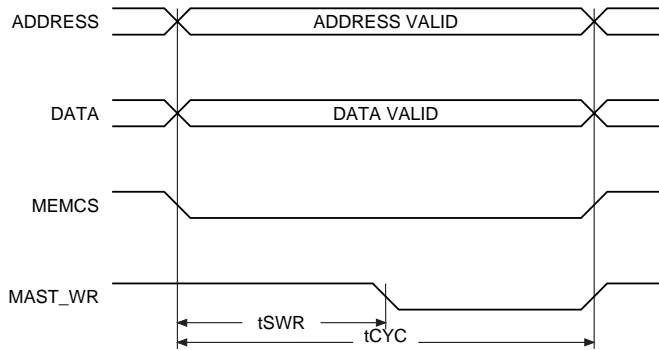 ADDRESS
ADDRESS VALID
DATA
DATA VALID
MEMCS
MAST_WR
tSWR
tCYC